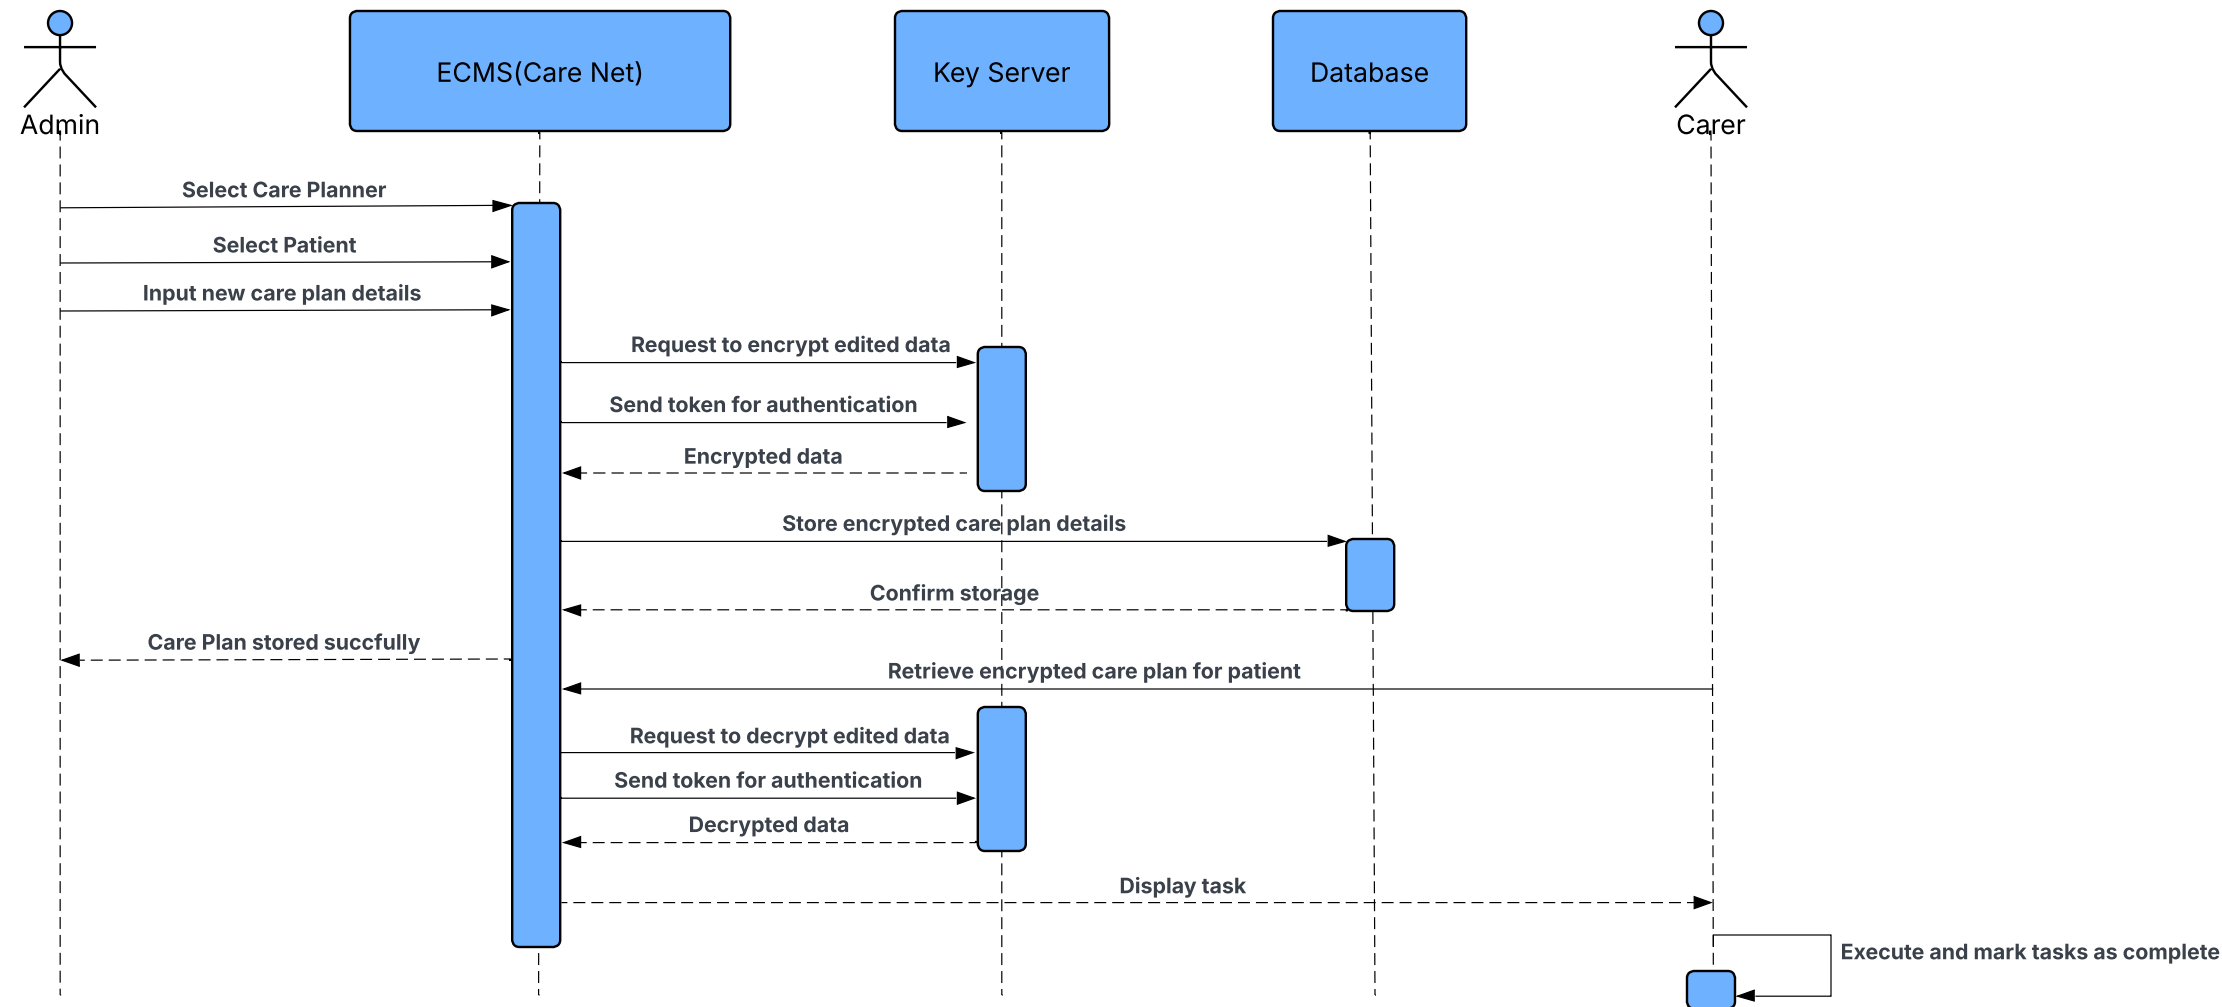 Admin
ECMS(Care Net)
Key Server
Database
Carer
Select Care Planner
Select Patient
Input new care plan details
Request to encrypt edited data
Send token for authentication
Encrypted data
Store encrypted care plan details
Confirm storage
Care Plan stored succfully
Retrieve encrypted care plan for patient
Request to decrypt edited data
Send token for authentication
Decrypted data
Display task
Execute and mark tasks as complete